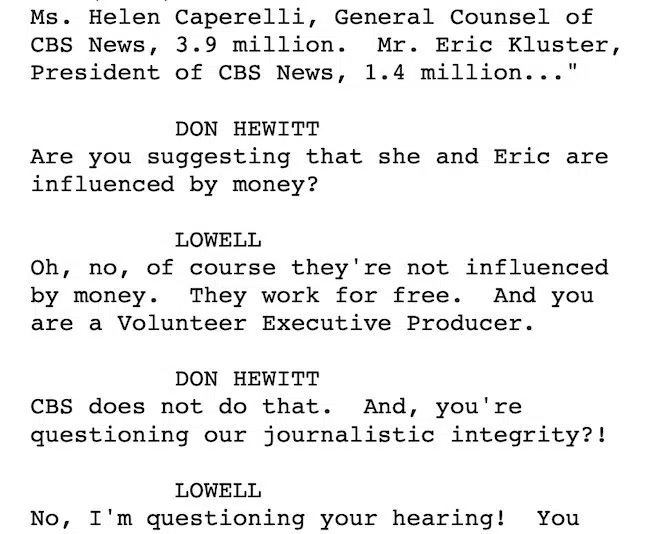 Ms. Helen Caperelli, General Counsel of
CBS News, 3.9 million.  Mr. Eric Kluster,
President of CBS News, 1.4 million..."
DON HEWITT
Are you suggesting that she and Eric are
influenced by money?
LOWELL
Oh, no, of course they're not influenced
by money.  They work for free.  And you
are a Volunteer Executive Producer.
DON HEWITT
CBS does not do that.  And, you're
questioning our journalistic integrity?!
LOWELL
No, I'm questioning your hearing!  You